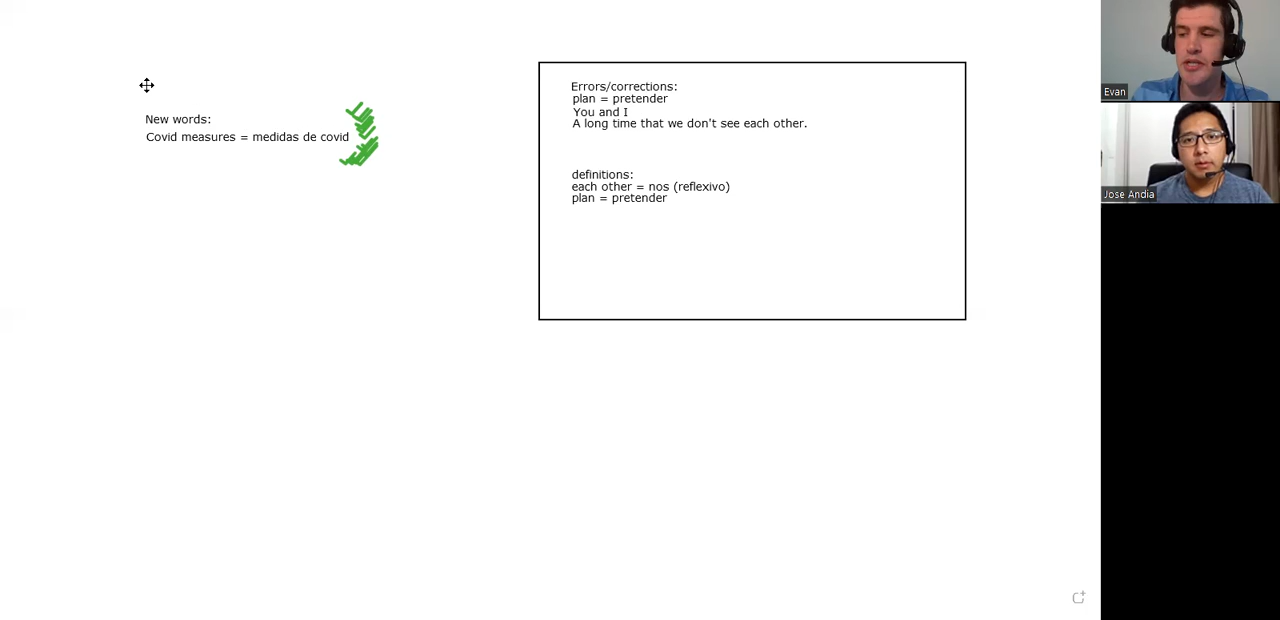 New words:
Covid measures = medidas de covid
Errors/corrections:
plan = pretender
You and I
A long time that we don't see each other.
definitions:
each other = nos (reflexivo)
plan = pretender
Evan
Jose Andia